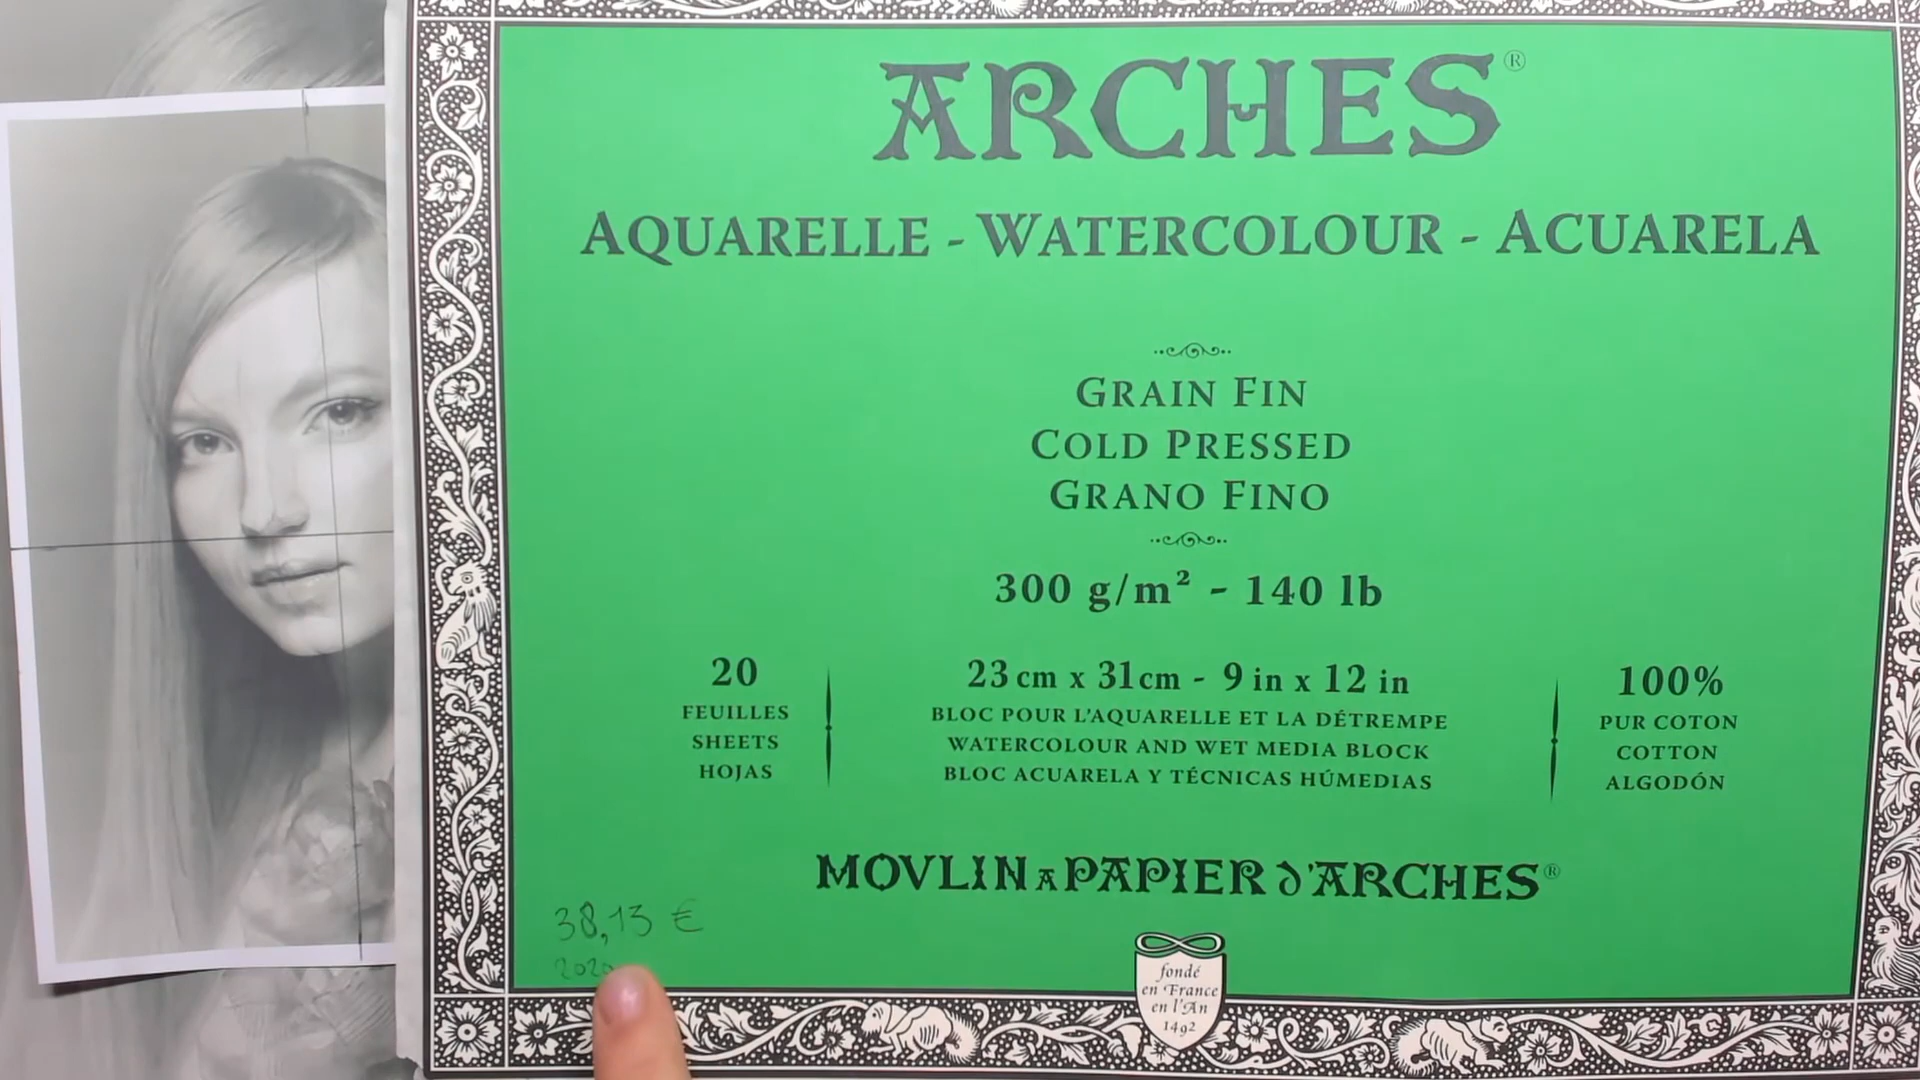 ARCHES®
AQUARELLE - WATERCOLOUR - ACUARELA
GRAIN FIN
COLD PRESSED
GRANO FINO
300 g/m² - 140 lb
20
FEUILLES
SHEETS
HOJAS
23 cm x 31 cm - 9 in x 12 in
BLOC POUR L'AQUARELLE ET LA DÉTREMPE
WATERCOLOUR AND WET MEDIA BLOCK
BLOC ACUARELA Y TÉCNICAS HÚMEDIAS
100%
PUR COTON
COTTON
ALGODÓN
MOVLIN A PAPIER d'ARCHES®
38,13 €
2020
fondé
en France
en l'An
1492